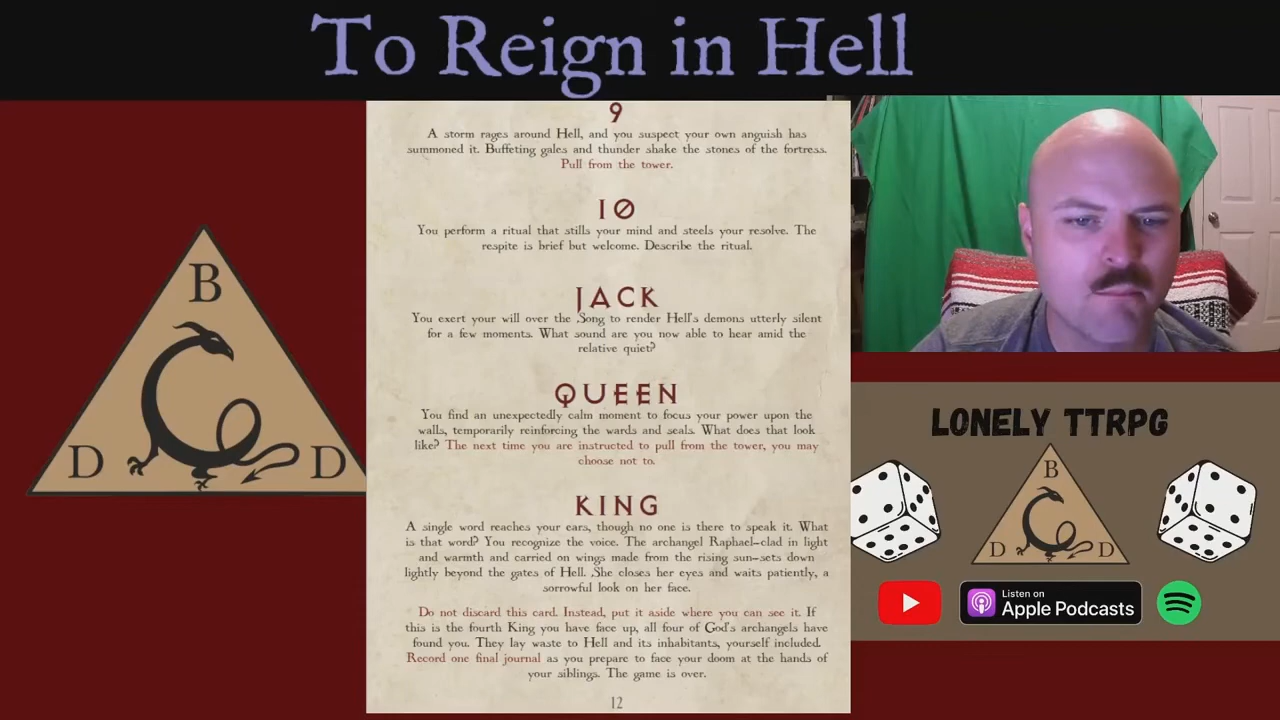 To Reign in Hell
9
A storm rages around Hell, and you suspect your own anguish has
summoned it. Buffeting gales and thunder shake the stones of the fortress.
Pull from the tower.
10
You perform a ritual that stills your mind and steels your resolve. The
respite is brief but welcome. Describe the ritual.
JACK
You exert your will over the Song to render Hell's demons utterly silent
for a few moments. What sound are you now able to hear amid the
relative quiet?
QUEEN
You find an unexpectedly calm moment to focus your power upon the
walls, temporarily reinforcing the wards and seals. What does that look
like? The next time you are instructed to pull from the tower, you may
choose not to.
KING
A single word reaches your ears, though no one is there to speak it. What
is that word? You recognize the voice. The archangel Raphael-clad in light
and warmth and carried on wings made from the rising sun-sets down
lightly beyond the gates of Hell. She closes her eyes and waits patiently, a
sorrowful look on her face.
Do not discard this card. Instead, put it aside where you can see it. If
this is the fourth King you have face up, all four of God's archangels have
found you. They lay waste to Hell and its inhabitants, yourself included.
Record one final journal as you prepare to face your doom at the hands of
your siblings. The game is over.
12
B
D D
LONELY TTRPG
B
D D
Listen on
Apple Podcasts